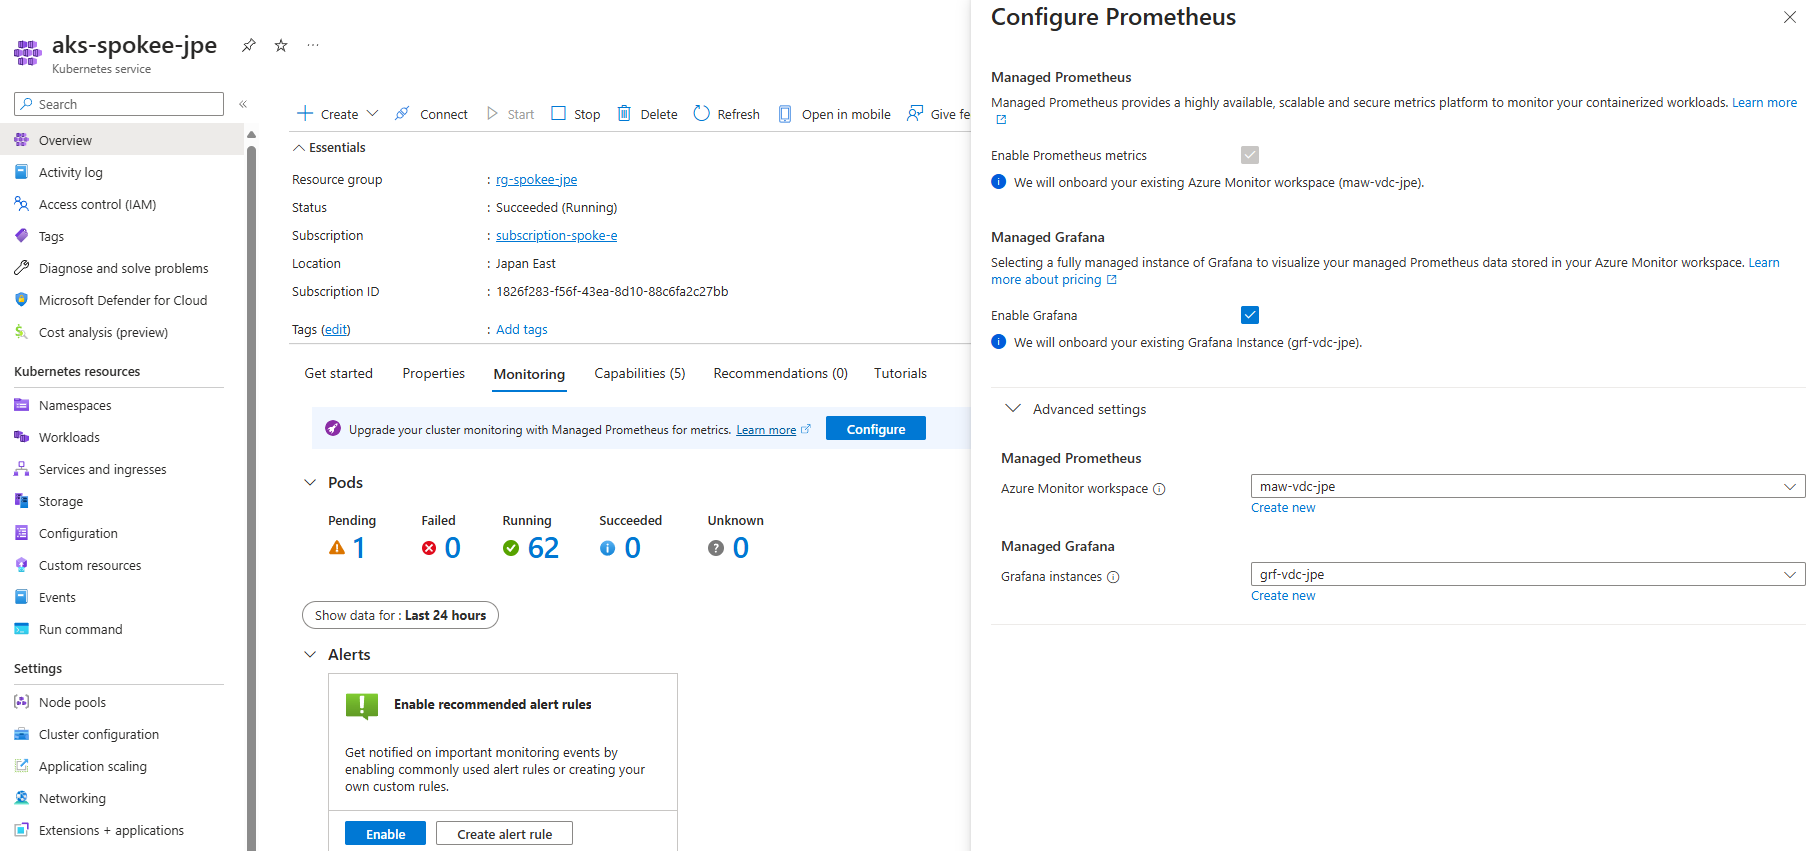 aks-spokee-jpe
Kubernetes service
Search
Overview
Activity log
Access control (IAM)
Tags
Diagnose and solve problems
Microsoft Defender for Cloud
Cost analysis (preview)
Kubernetes resources
Namespaces
Workloads
Services and ingresses
Storage
Configuration
Custom resources
Events
Run command
Settings
Node pools
Cluster configuration
Application scaling
Networking
Extensions + applications
Create Connect Start Stop Delete Refresh Open in mobile Give fe
Essentials
Resource group : rg-spokee-jpe
Status : Succeeded (Running)
Subscription : subscription-spoke-e
Location : Japan East
Subscription ID : 1826f283-f56f-43ea-8d10-88c6fa2c27bb
Tags (edit) : Add tags
Get started Properties Monitoring Capabilities (5) Recommendations (0) Tutorials
Upgrade your cluster monitoring with Managed Prometheus for metrics. Learn more Configure
Pods
Pending Failed Running Succeeded Unknown
1 0 62 0 0
Show data for : Last 24 hours
Alerts
Enable recommended alert rules
Get notified on important monitoring events by
enabling commonly used alert rules or creating your
own custom rules.
Enable Create alert rule
Configure Prometheus
Managed Prometheus
Managed Prometheus provides a highly available, scalable and secure metrics platform to monitor your containerized workloads. Learn more
Enable Prometheus metrics
We will onboard your existing Azure Monitor workspace (maw-vdc-jpe).
Managed Grafana
Selecting a fully managed instance of Grafana to visualize your managed Prometheus data stored in your Azure Monitor workspace. Learn
more about pricing
Enable Grafana
We will onboard your existing Grafana Instance (grf-vdc-jpe).
Advanced settings
Managed Prometheus
Azure Monitor workspace maw-vdc-jpe
Create new
Managed Grafana
Grafana instances grf-vdc-jpe
Create new